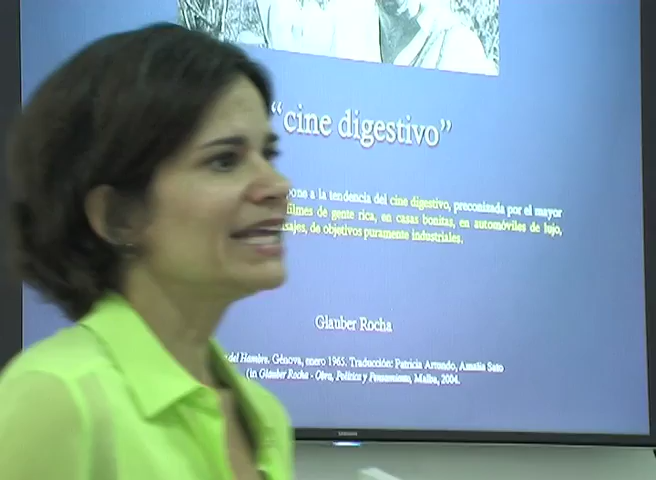 "cine digestivo"
pone a la tendencia del cine digestivo, preconizada por el mayor
filmes de gente rica, en casas bonitas, en automóviles de lujo,
sajes, de objetivos puramente industriales.
Glauber Rocha
del Hambre. Génova, enero 1965. Traducción: Patricia Artundo, Amalia Sato
(in Glauber Rocha - Obra, Política y Pensamiento, Malba, 2004.
SAMSUNG